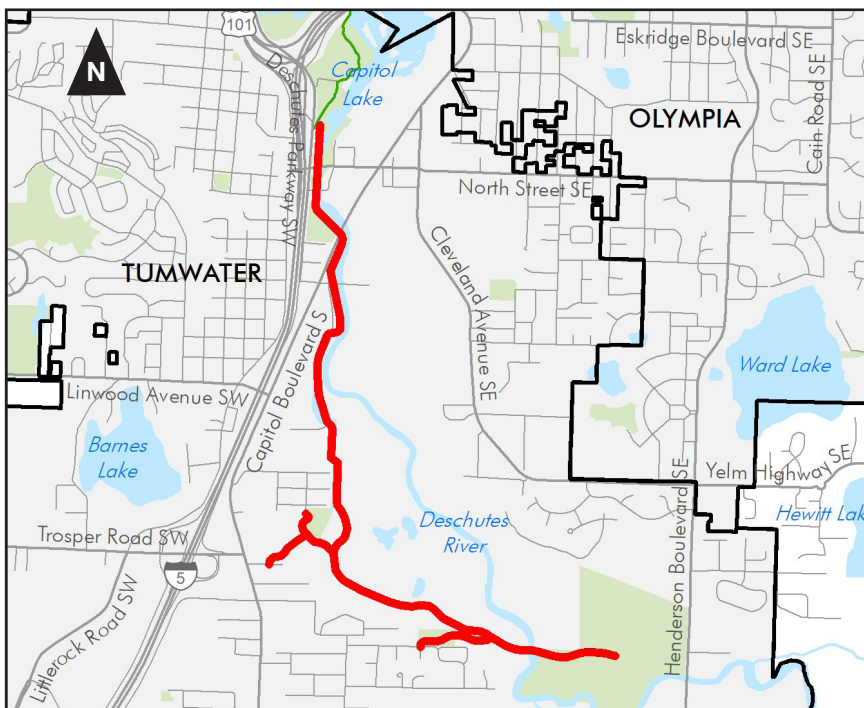 101
Eskridge Boulevard SE
N
Capitol
Lake
Deschutes Parkway SW
OLYMPIA
Cain Road SE
North Street SE
TUMWATER
Cleveland Avenue SE
Capitol Boulevard S
Ward Lake
Linwood Avenue SW
Barnes
Lake
Yelm Highway SE
Henderson Boulevard SE
Hewitt Lak
Deschutes
River
Trosper Road SW
5
Littlerock Road SW